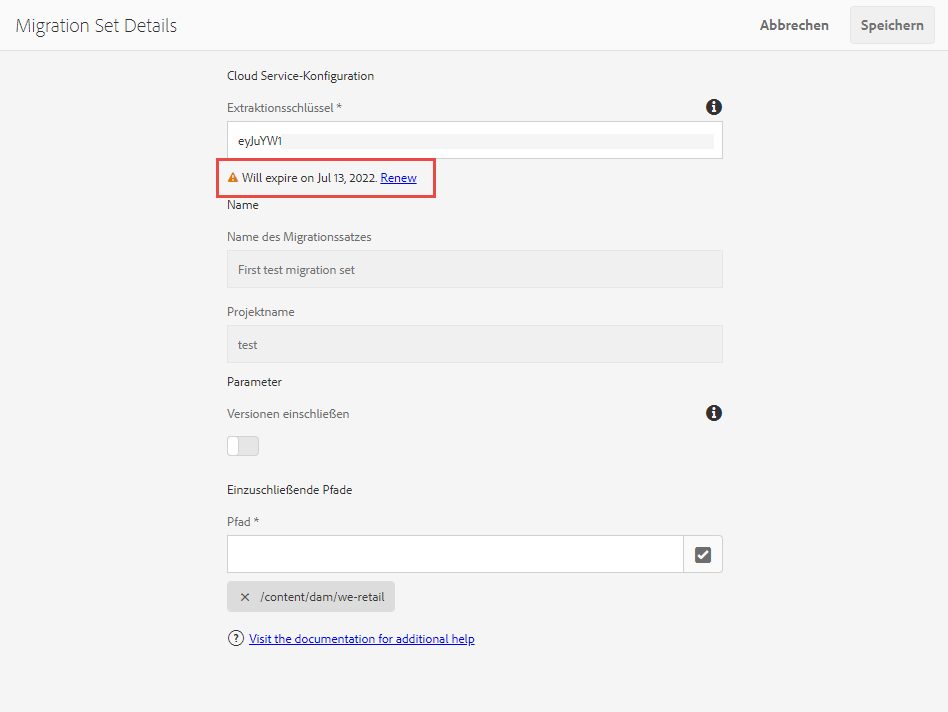 Migration Set Details
Abbrechen
Speichern
Cloud Service-Konfiguration
Extraktionsschlüssel *
eyJuYW1
Will expire on Jul 13, 2022. Renew
Name
Name des Migrationssatzes
First test migration set
Projektname
test
Parameter
Versionen einschließen
Einzuschließende Pfade
Pfad *
/content/dam/we-retail
Visit the documentation for additional help